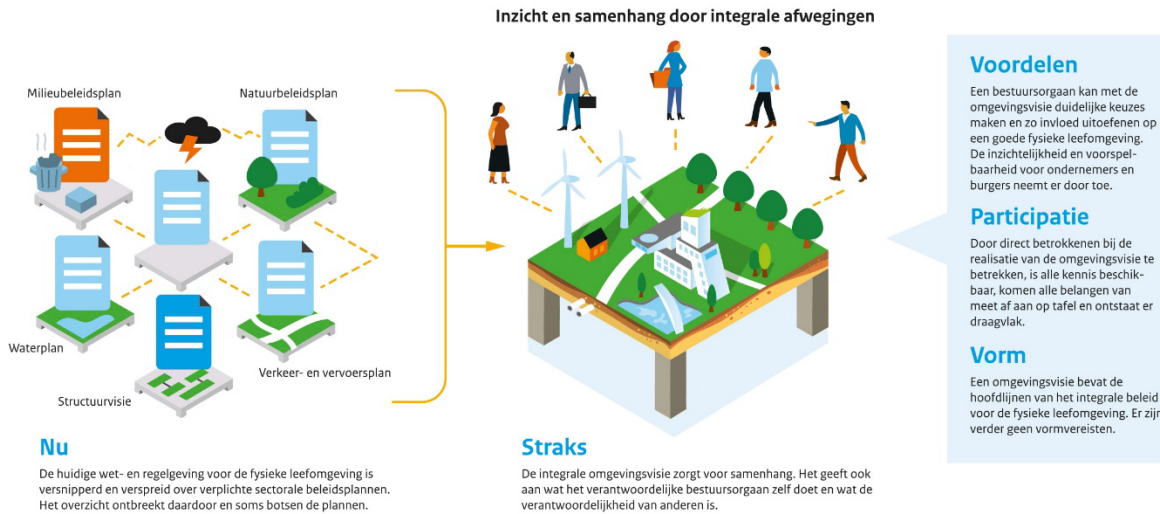 Inzicht en samenhang door integrale afwegingen
Milieubeleidsplan
Natuurbeleidsplan
Waterplan
Verkeer- en vervoersplan
Structuurvisie
Nu
De huidige wet- en regelgeving voor de fysieke leefomgeving is
versnipperd en verspreid over verplichte sectorale beleidsplannen.
Het overzicht ontbreekt daardoor en soms botsen de plannen.
Straks
De integrale omgevingsvisie zorgt voor samenhang. Het geeft ook
aan wat het verantwoordelijke bestuursorgaan zelf doet en wat de
verantwoordelijkheid van anderen is.
Voordelen
Een bestuursorgaan kan met de
omgevingsvisie duidelijke keuzes
maken en zo invloed uitoefenen op
een goede fysieke leefomgeving.
De inzichtelijkheid en voorspel-
baarheid voor ondernemers en
burgers neemt er door toe.
Participatie
Door direct betrokkenen bij de
realisatie van de omgevingsvisie te
betrekken, is alle kennis beschik-
baar, komen alle belangen van
meet af aan op tafel en ontstaat er
draagvlak.
Vorm
Een omgevingsvisie bevat de
hoofdlijnen van het integrale beleid
voor de fysieke leefomgeving. Er zijn
verder geen vormvereisten.